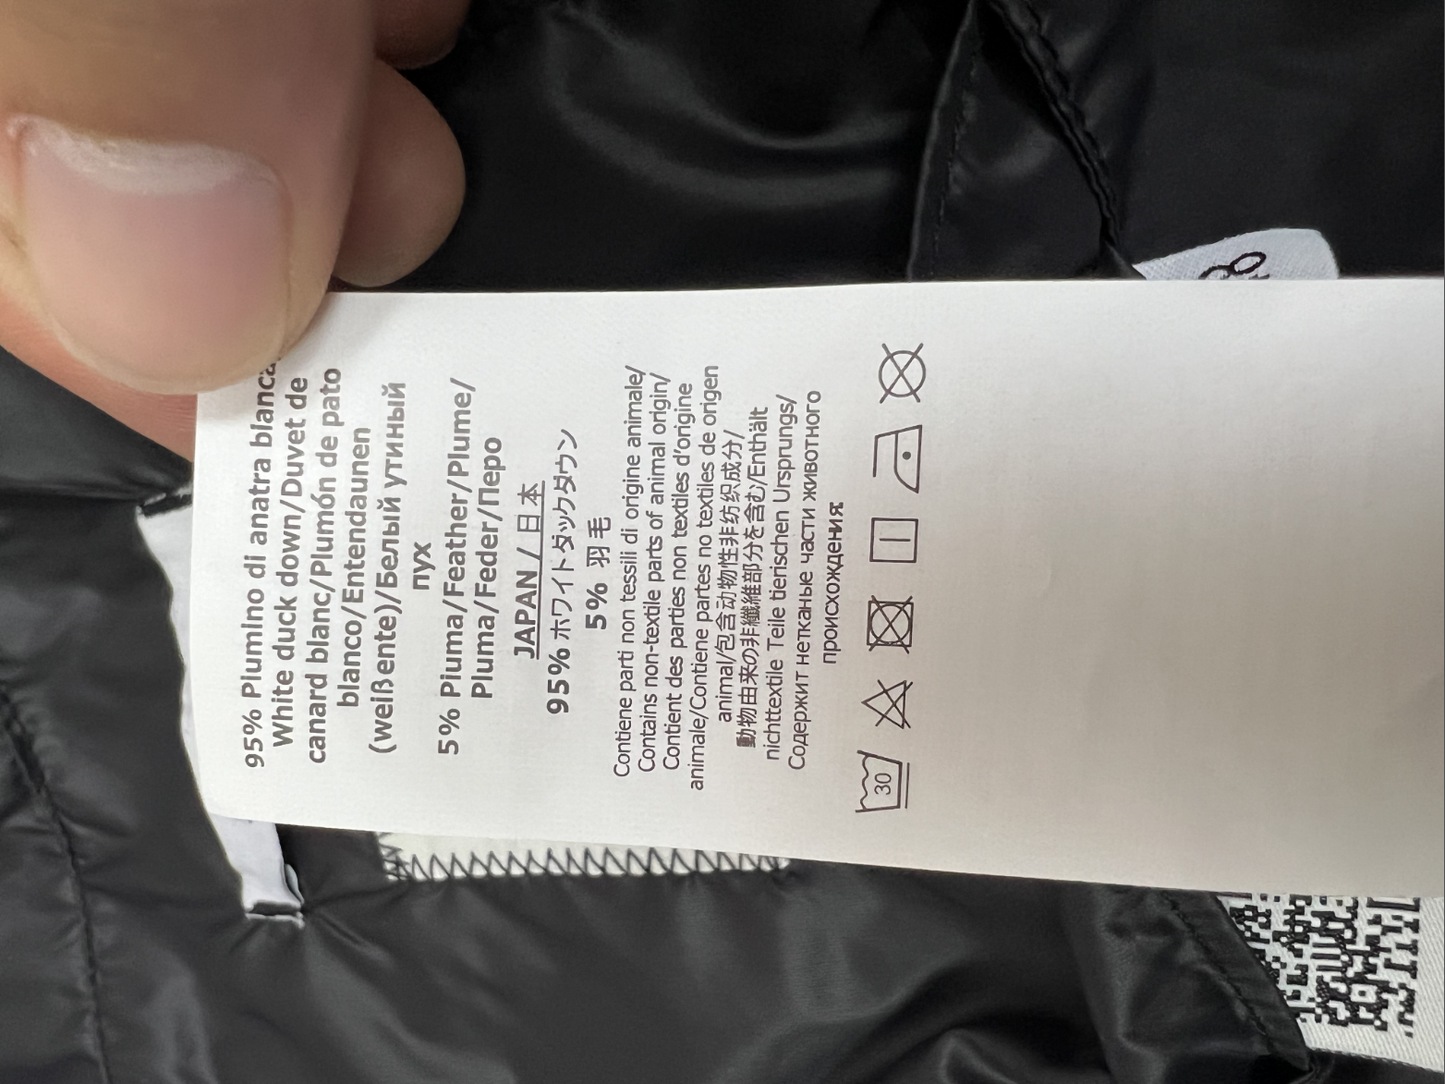 95% Plumino di anatra blanca
White duck down/Duvet de
canard blanc/Plumón de pato
blanco/Entendaunen
(weißente)/Белый утиный
пух
5% Piuma/Feather/Plume/
Pluma/Feder/Перо
JAPAN / 日本
95% ホワイトダックダウン
5% 羽毛
Contiene parti non tessili di origine animale/
Contains non-textile parts of animal origin/
Contient des parties non textiles d'origine
animale/Contiene partes no textiles de origen
animal/包含动物性非纺织成分/
動物由来の非繊維部分を含む/Enthält
nichttextile Teile tierischen Ursprungs/
Содержит нетканые части животного
происхождения
30